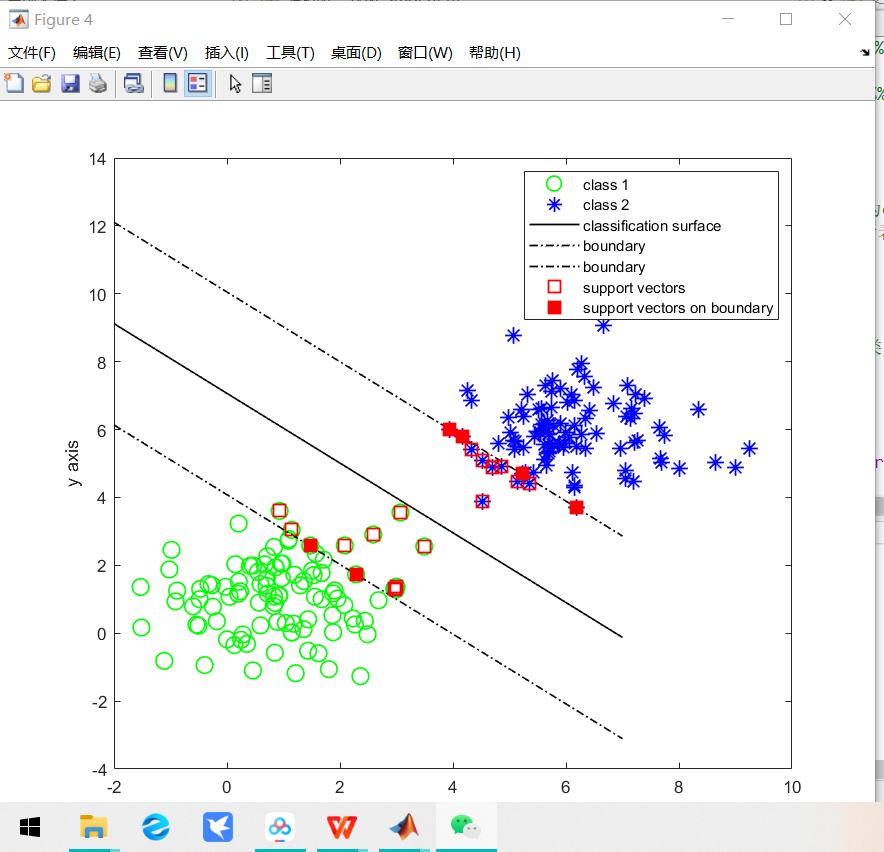 Figure 4
文件(F) 编辑(E) 查看(V) 插入(I) 工具(T) 桌面(D) 窗口(W) 帮助(H)
14
12
10
8
6
4
2
0
-2
-4
y axis
-2 0 2 4 6 8 10
class 1
class 2
classification surface
boundary
boundary
support vectors
support vectors on boundary